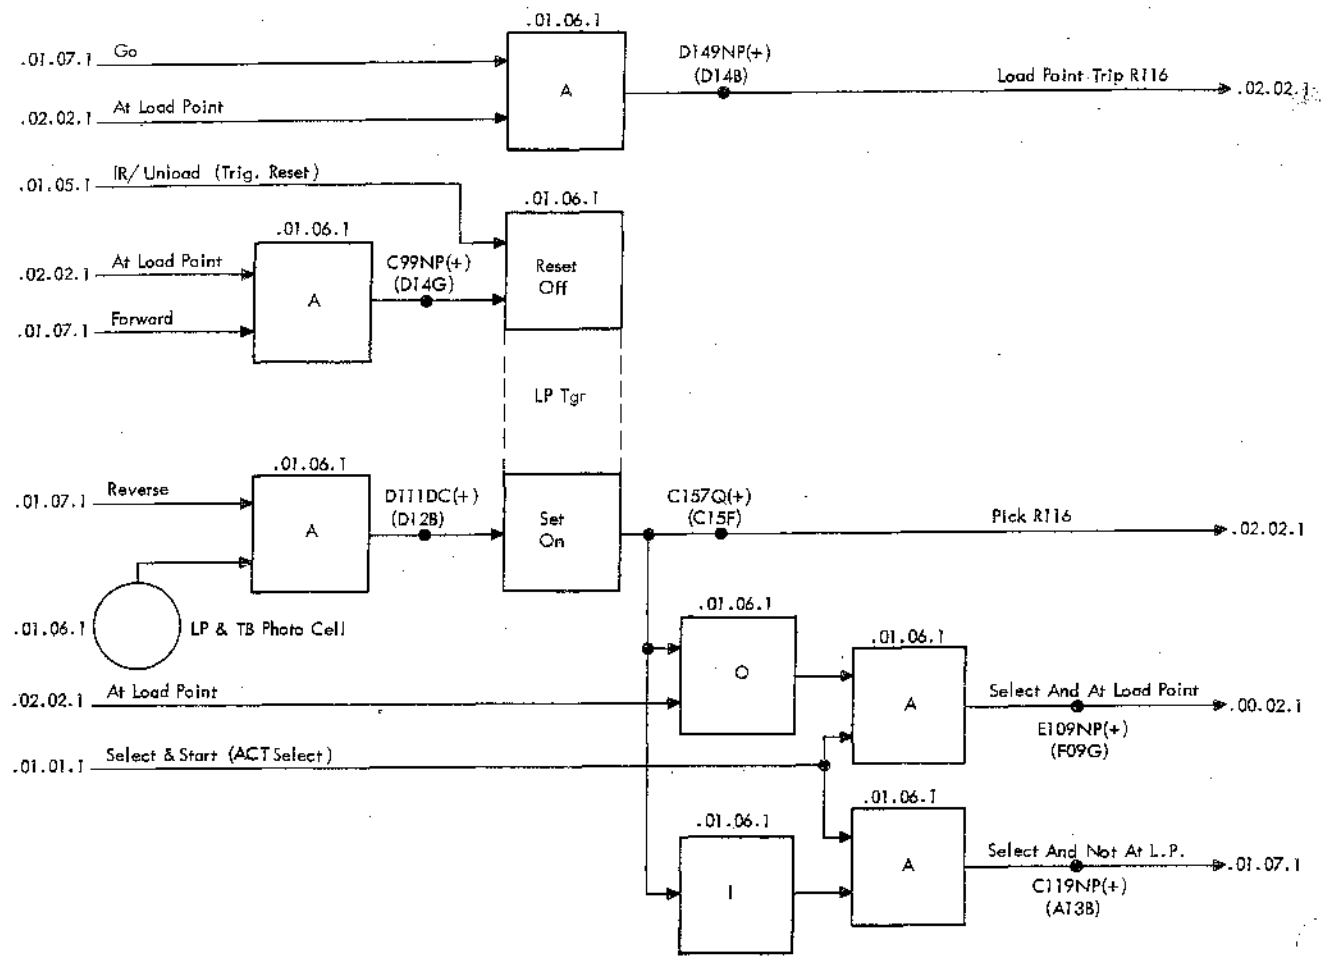 .01.06.1
.01.07.1 Go
A
D149NP(+)
(D14B)
Load Point Trip R116
.02.02.1
.02.02.1 At Load Point
.01.05.1 IR/Unload (Trig. Reset)
.01.06.1
Reset
Off
.01.06.1
.02.02.1 At Load Point
A
C99NP(+)
(D14G)
.01.07.1 Forward
LP Tgr
.01.06.1
.01.07.1 Reverse
A
D111DC(+)
(D12B)
Set
On
C157Q(+)
(C15F)
Pick R116
.02.02.1
.01.06.1 LP & TB Photo Cell
.01.06.1
O
.02.02.1 At Load Point
.01.06.1
A
Select And At Load Point
.00.02.1
E109NP(+)
(F09G)
.01.01.1 Select & Start (ACT Select)
.01.06.1
I
.01.06.1
A
Select And Not At L.P.
.01.07.1
C119NP(+)
(A13B)